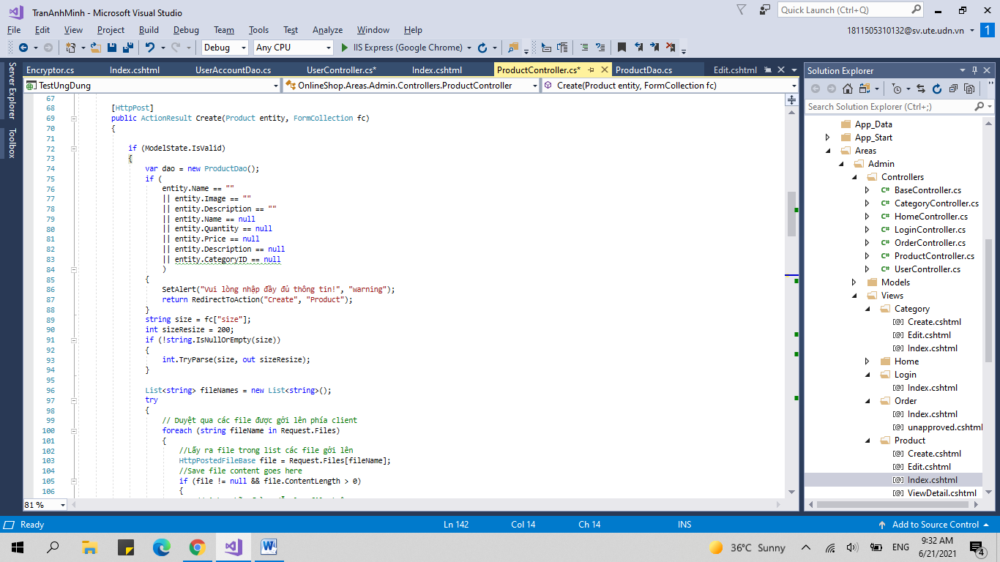 TranAnhMinh - Microsoft Visual Studio
Quick Launch (Ctrl+Q)
File Edit View Project Build Debug Team Tools Test Analyze Window Help
1811505310132@sv.ute.udn.vn 1
Debug Any CPU IIS Express (Google Chrome)
Server Explorer
Toolbox
Encryptor.cs Index.cshtml UserAccountDao.cs UserController.cs* Index.cshtml ProductController.cs* ProductDao.cs Edit.cshtml
TestUngDung OnlineShop.Areas.Admin.Controllers.ProductController Create(Product entity, FormCollection fc)
67
68 [HttpPost]
69 public ActionResult Create(Product entity, FormCollection fc)
70 {
71
72 if (ModelState.IsValid)
73 {
74 var dao = new ProductDao();
75 if (
76 entity.Name == ""
77 || entity.Image == ""
78 || entity.Description == ""
79 || entity.Name == null
80 || entity.Quantity == null
81 || entity.Price == null
82 || entity.Description == null
83 || entity.CategoryID == null
84 )
85 {
86 SetAlert("Vui lòng nhập đầy đủ thông tin!", "warning");
87 return RedirectToAction("Create", "Product");
88 }
89 string size = fc["size"];
90 int sizeResize = 200;
91 if (!string.IsNullOrEmpty(size))
92 {
93 int.TryParse(size, out sizeResize);
94 }
95
96 List<string> fileNames = new List<string>();
97 try
98 {
99 // Duyệt qua các file được gởi lên phía client
100 foreach (string fileName in Request.Files)
101 {
102 //Lấy ra file trong list các file gởi lên
103 HttpPostedFileBase file = Request.Files[fileName];
104 //Save file content goes here
105 if (file != null && file.ContentLength > 0)
106 {
81 %
Solution Explorer
Search Solution Explorer (Ctrl+;)
App_Data
App_Start
Areas
Admin
Controllers
C# BaseController.cs
C# CategoryController.cs
C# HomeController.cs
C# LoginController.cs
C# OrderController.cs
C# ProductController.cs
C# UserController.cs
Models
Views
Category
[@] Create.cshtml
[@] Edit.cshtml
[@] Index.cshtml
Home
Login
[@] Index.cshtml
Order
[@] Index.cshtml
[@] unapproved.cshtml
Product
[@] Create.cshtml
[@] Edit.cshtml
[@] Index.cshtml
[@] ViewDetail.cshtml
Ready Ln 142 Col 14 Ch 14 INS Add to Source Control
36°C Sunny ENG 9:32 AM
6/21/2021 4